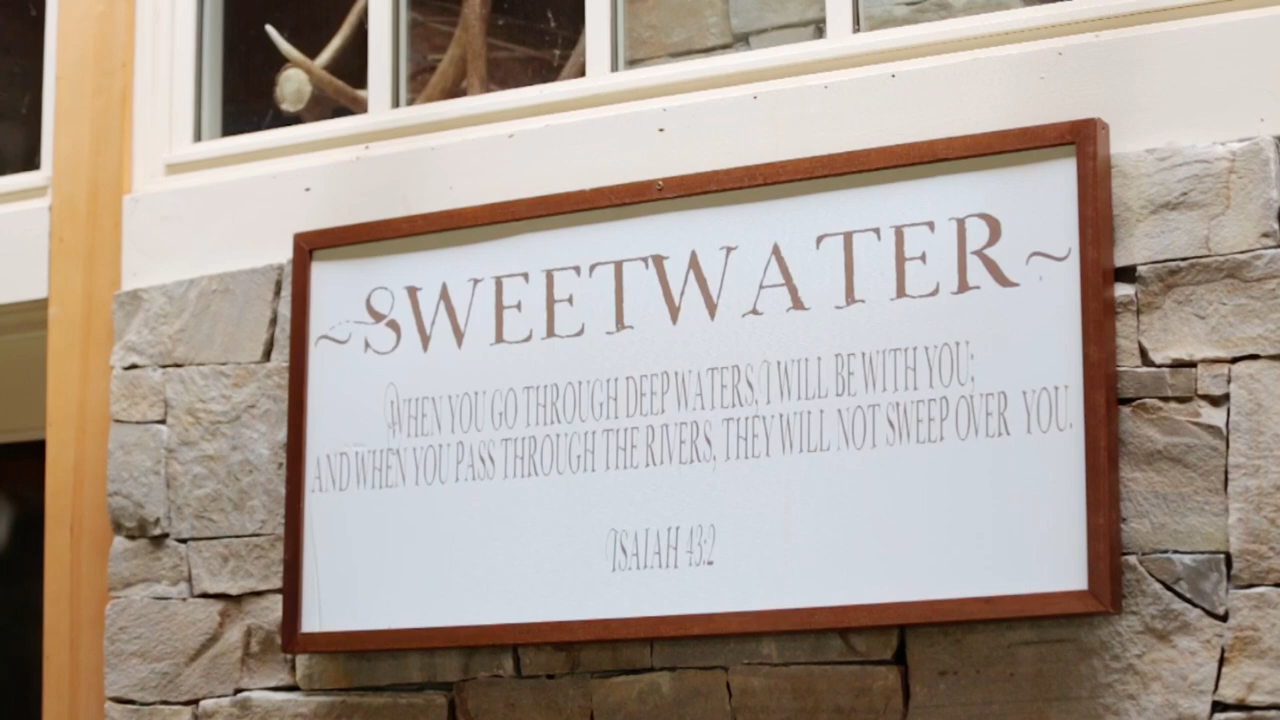 ~SWEETWATER~
WHEN YOU GO THROUGH DEEP WATERS, I WILL BE WITH YOU;
AND WHEN YOU PASS THROUGH THE RIVERS, THEY WILL NOT SWEEP OVER YOU.
ISAIAH 43:2